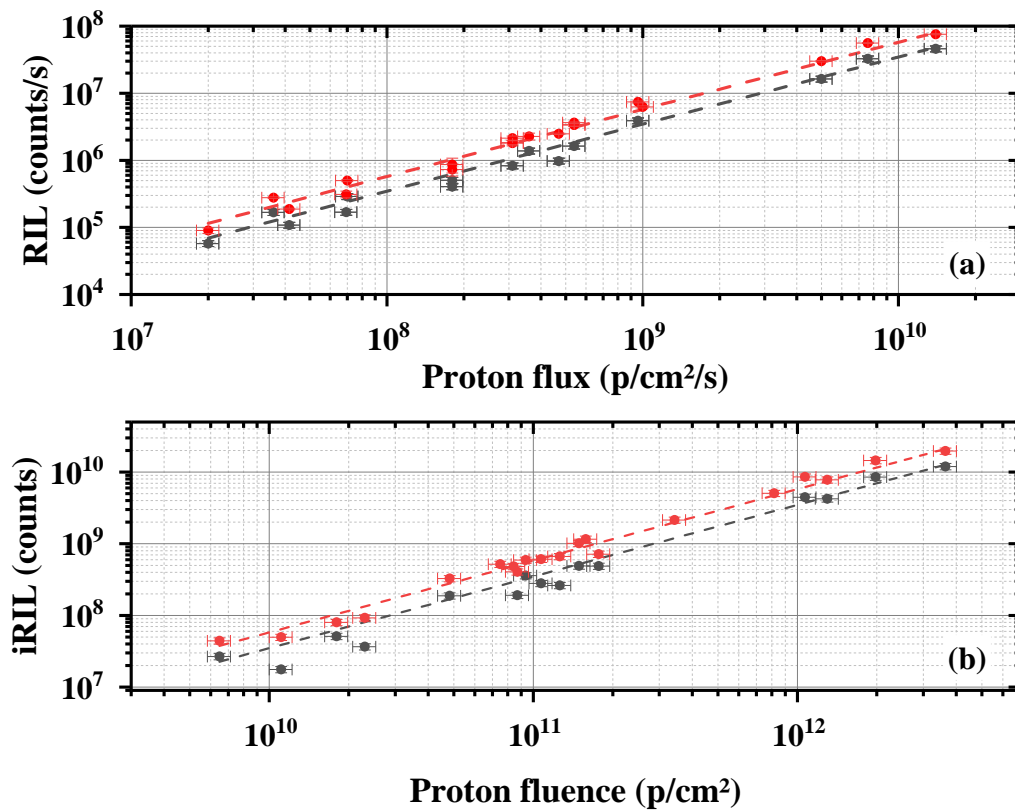 10⁸
10⁷
10⁶
10⁵
10⁴
RIL (counts/s)
(a)
10⁷ 10⁸ 10⁹ 10¹⁰
Proton flux (p/cm²/s)
10¹⁰
10⁹
10⁸
10⁷
iRIL (counts)
(b)
10¹⁰ 10¹¹ 10¹²
Proton fluence (p/cm²)